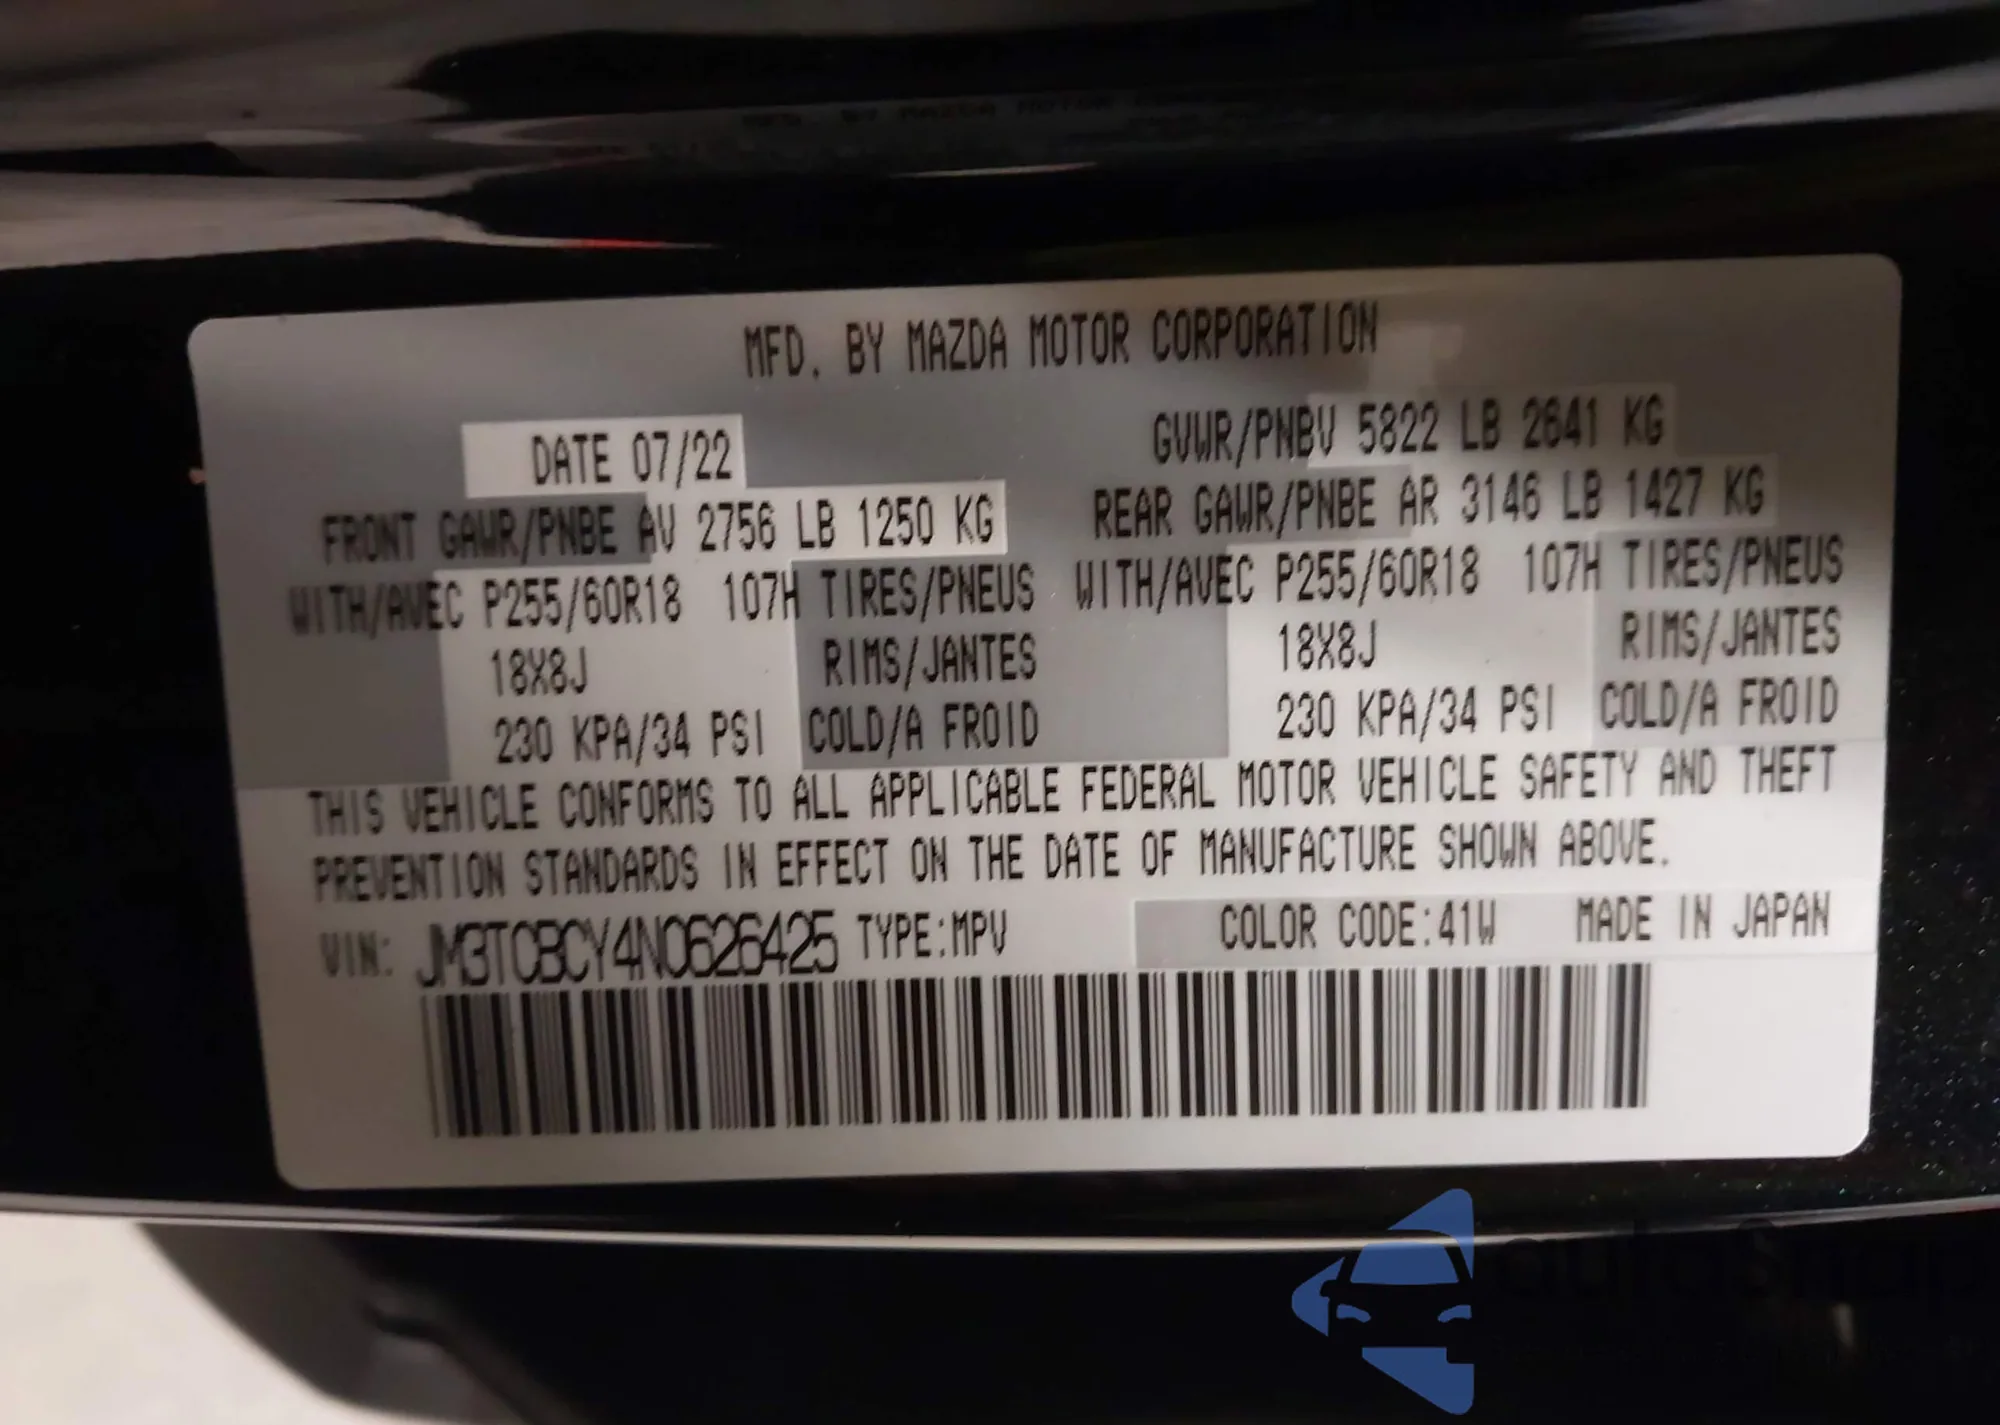 MFD. BY MAZDA MOTOR CORPORATION
DATE 07/22 GVWR/PNBV 5822 LB 2641 KG
FRONT GAWR/PNBE AV 2756 LB 1250 KG REAR GAWR/PNBE AR 3146 LB 1427 KG
WITH/AVEC P255/60R18 107H TIRES/PNEUS WITH/AVEC P255/60R18 107H TIRES/PNEUS
18X8J RIMS/JANTES 18X8J RIMS/JANTES
230 KPA/34 PSI COLD/A FROID 230 KPA/34 PSI COLD/A FROID
THIS VEHICLE CONFORMS TO ALL APPLICABLE FEDERAL MOTOR VEHICLE SAFETY AND THEFT
PREVENTION STANDARDS IN EFFECT ON THE DATE OF MANUFACTURE SHOWN ABOVE.
VIN: JM3TCBCY4N0626425 TYPE:MPV COLOR CODE:41W MADE IN JAPAN